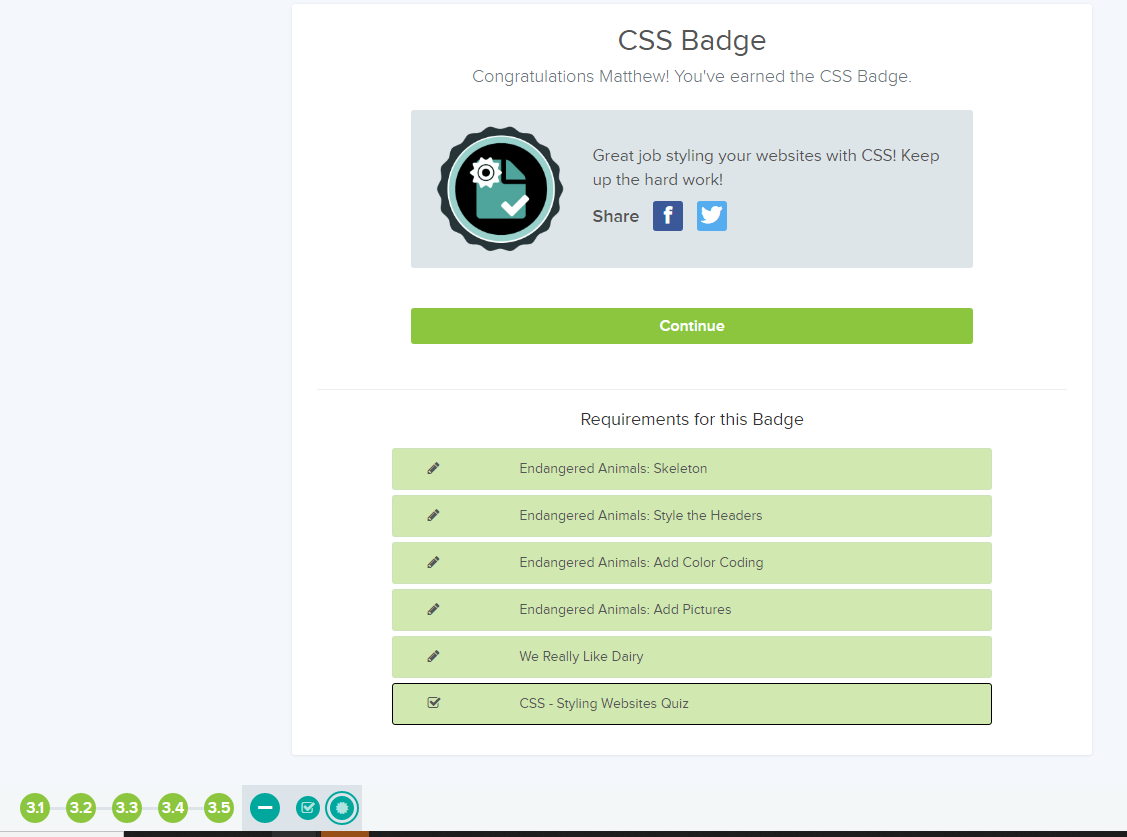 CSS Badge
Congratulations Matthew! You've earned the CSS Badge.
Great job styling your websites with CSS! Keep
up the hard work!
Share
Continue
Requirements for this Badge
Endangered Animals: Skeleton
Endangered Animals: Style the Headers
Endangered Animals: Add Color Coding
Endangered Animals: Add Pictures
We Really Like Dairy
CSS - Styling Websites Quiz
3.1 3.2 3.3 3.4 3.5